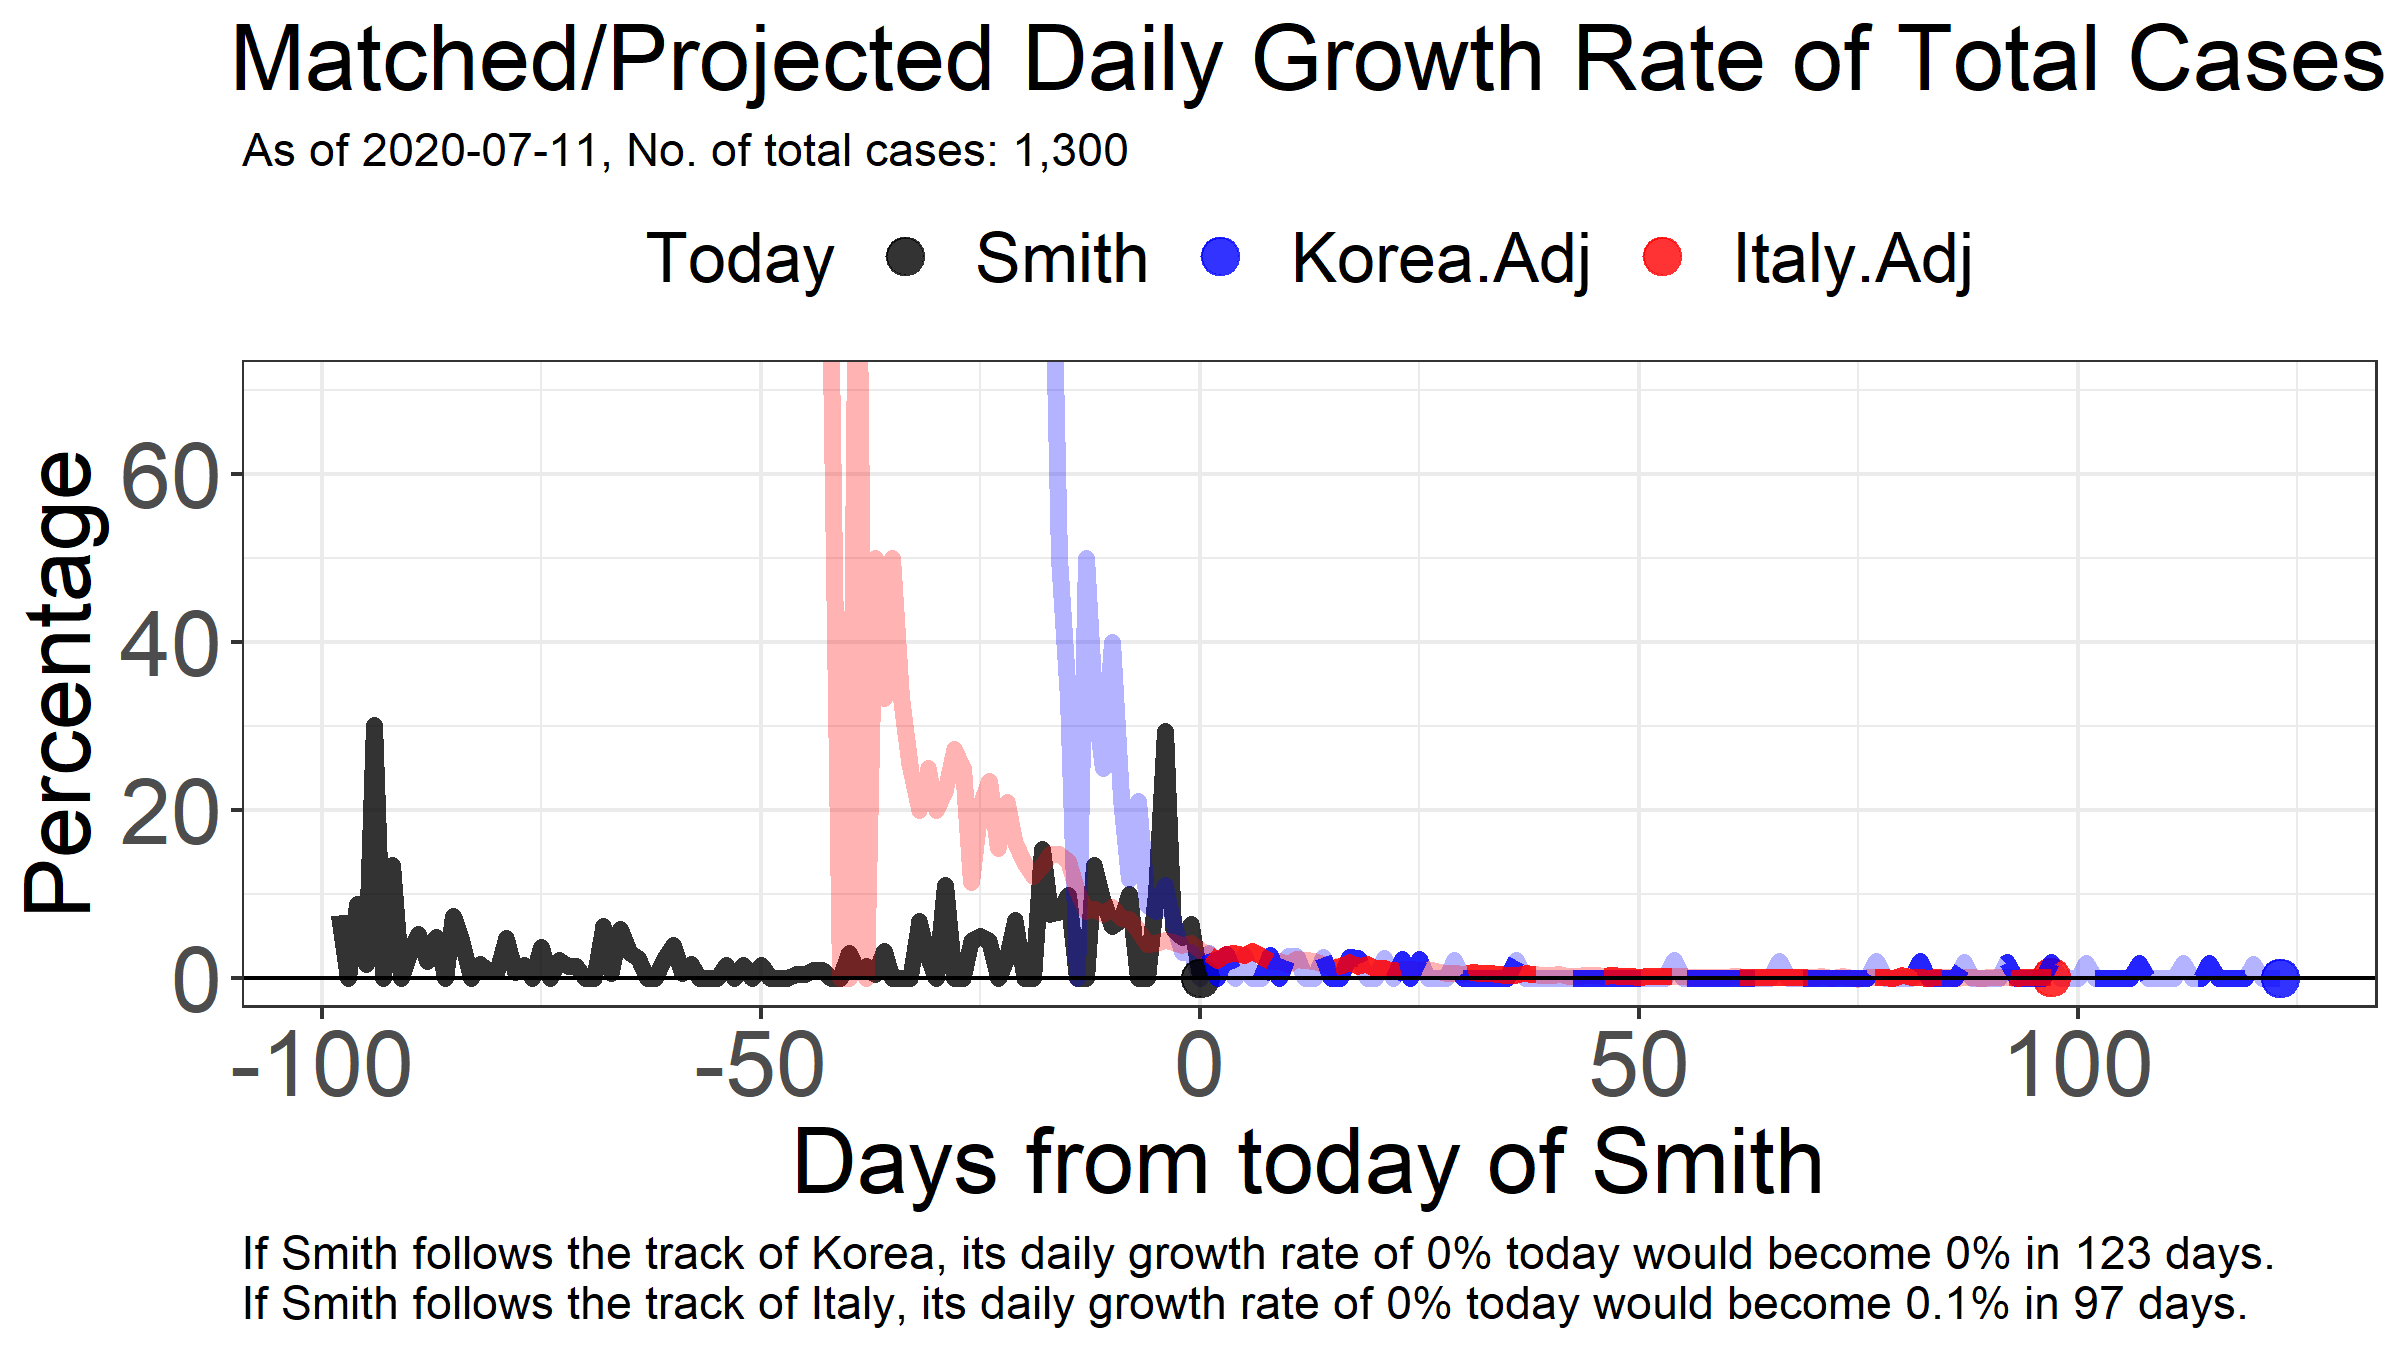 Matched/Projected Daily Growth Rate of Total Cases
As of 2020-07-11, No. of total cases: 1,300
Today Smith Korea.Adj Italy.Adj
Percentage
60
40
20
0
-100 -50 0 50 100
Days from today of Smith
If Smith follows the track of Korea, its daily growth rate of 0% today would become 0% in 123 days.
If Smith follows the track of Italy, its daily growth rate of 0% today would become 0.1% in 97 days.